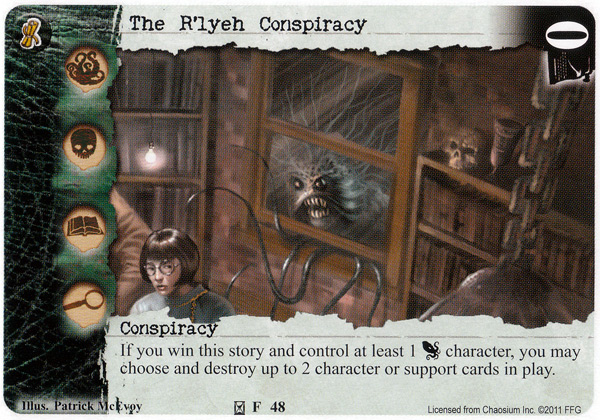 The R'lyeh Conspiracy
0
Conspiracy
If you win this story and control at least 1 character, you may
choose and destroy up to 2 character or support cards in play.
Illus. Patrick McEvoy
F 48
Licensed from Chaosium Inc. ©2011 FFG